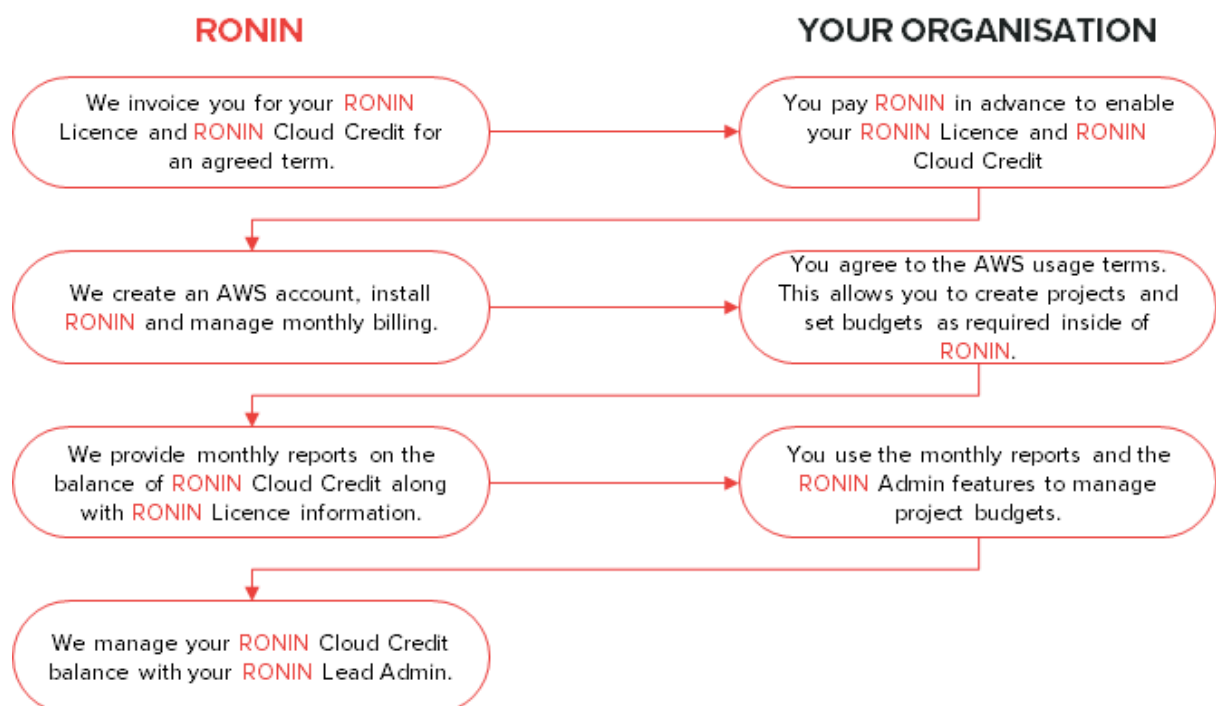 RONIN
YOUR ORGANISATION
We invoice you for your RONIN
Licence and RONIN Cloud Credit for
an agreed term.
You pay RONIN in advance to enable
your RONIN Licence and RONIN
Cloud Credit
We create an AWS account, install
RONIN and manage monthly billing.
You agree to the AWS usage terms.
This allows you to create projects and
set budgets as required inside of
RONIN.
We provide monthly reports on the
balance of RONIN Cloud Credit along
with RONIN Licence information.
You use the monthly reports and the
RONIN Admin features to manage
project budgets.
We manage your RONIN Cloud Credit
balance with your RONIN Lead Admin.